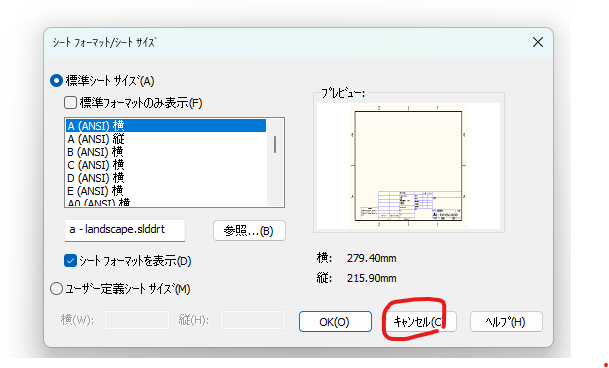 シート フォーマット/シート サイズ
標準シート サイズ(A)
標準フォーマットのみ表示(F)
A (ANSI) 横
A (ANSI) 縦
B (ANSI) 横
C (ANSI) 横
D (ANSI) 横
E (ANSI) 横
A0 (ANSI) 横
a - landscape.slddrt
参照...(B)
シート フォーマットを表示(D)
ユーザー定義シート サイズ(M)
横(W):
縦(H):
プレビュー:
A - landscape
横: 279.40mm
縦: 215.90mm
OK(O)
キャンセル(C)
ヘルプ(H)